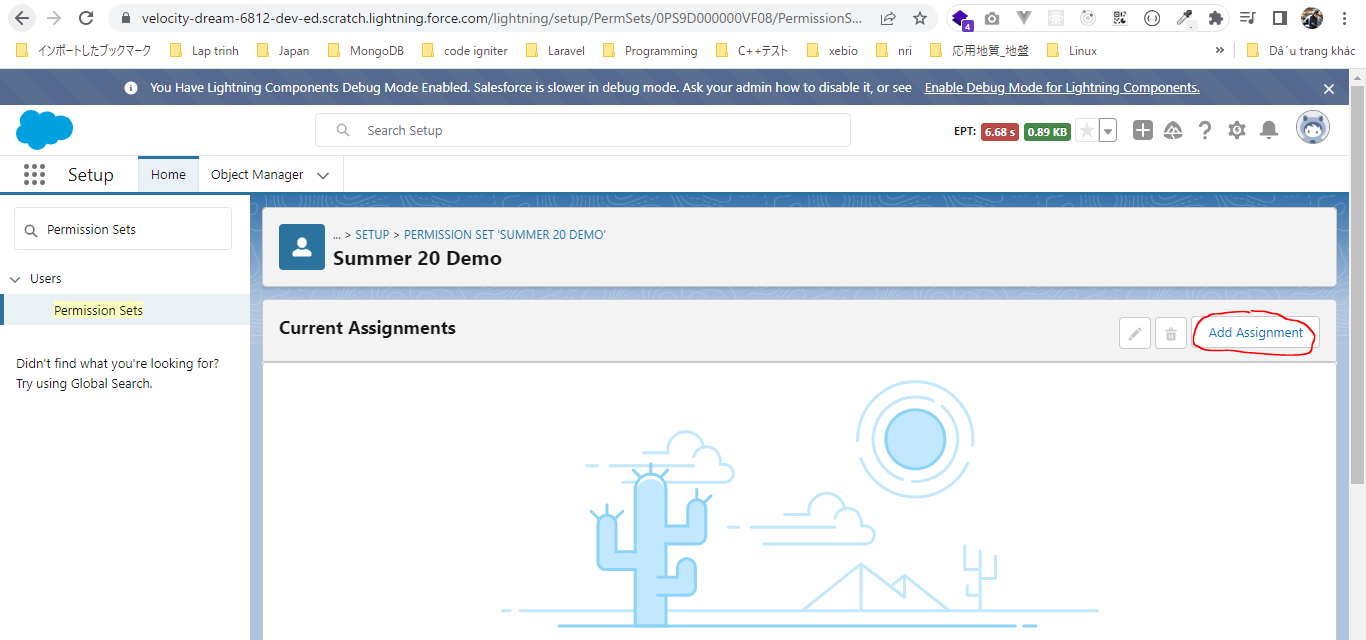 velocity-dream-6812-dev-ed.scratch.lightning.force.com/lightning/setup/PermSets/0PS9D000000VF08/PermissionS...
4
インポートしたブックマーク Lap trinh Japan MongoDB code igniter Laravel Programming C++テスト xebio nri 応用地質_地盤 Linux » Dấu trang khác
You Have Lightning Components Debug Mode Enabled. Salesforce is slower in debug mode. Ask your admin how to disable it, or see Enable Debug Mode for Lightning Components.
Search Setup
EPT: 6.68 s 0.89 KB
Setup Home Object Manager
Permission Sets
Users
Permission Sets
Didn't find what you're looking for?
Try using Global Search.
... > SETUP > PERMISSION SET 'SUMMER 20 DEMO'
Summer 20 Demo
Current Assignments
Add Assignment